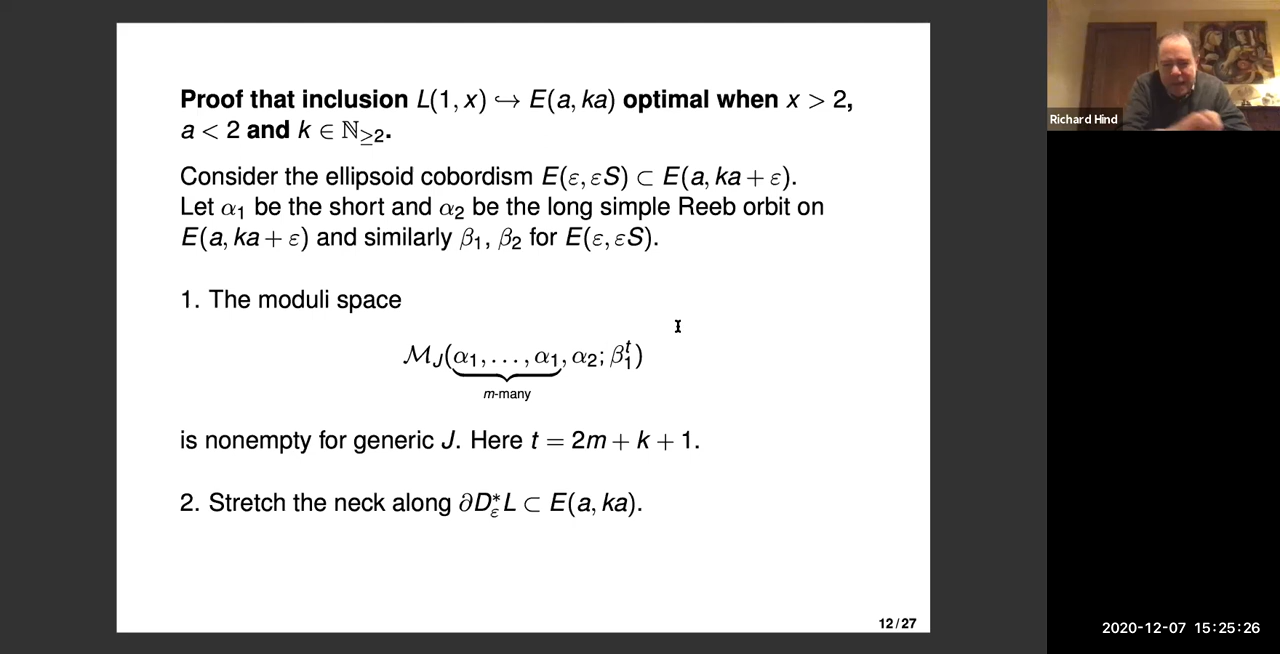 Proof that inclusion L(1, x) ↪ E(a, ka) optimal when x > 2,
a < 2 and k ∈ ℕ≥2.
Consider the ellipsoid cobordism E(ε, εS) ⊂ E(a, ka + ε).
Let α₁ be the short and α₂ be the long simple Reeb orbit on
E(a, ka + ε) and similarly β₁, β₂ for E(ε, εS).
1. The moduli space
ℳ_J(α₁, . . . , α₁, α₂; β₁ᵗ)
m-many
is nonempty for generic J. Here t = 2m + k + 1.
2. Stretch the neck along ∂D*_εL ⊂ E(a, ka).
12/27
Richard Hind
2020-12-07 15:25:26